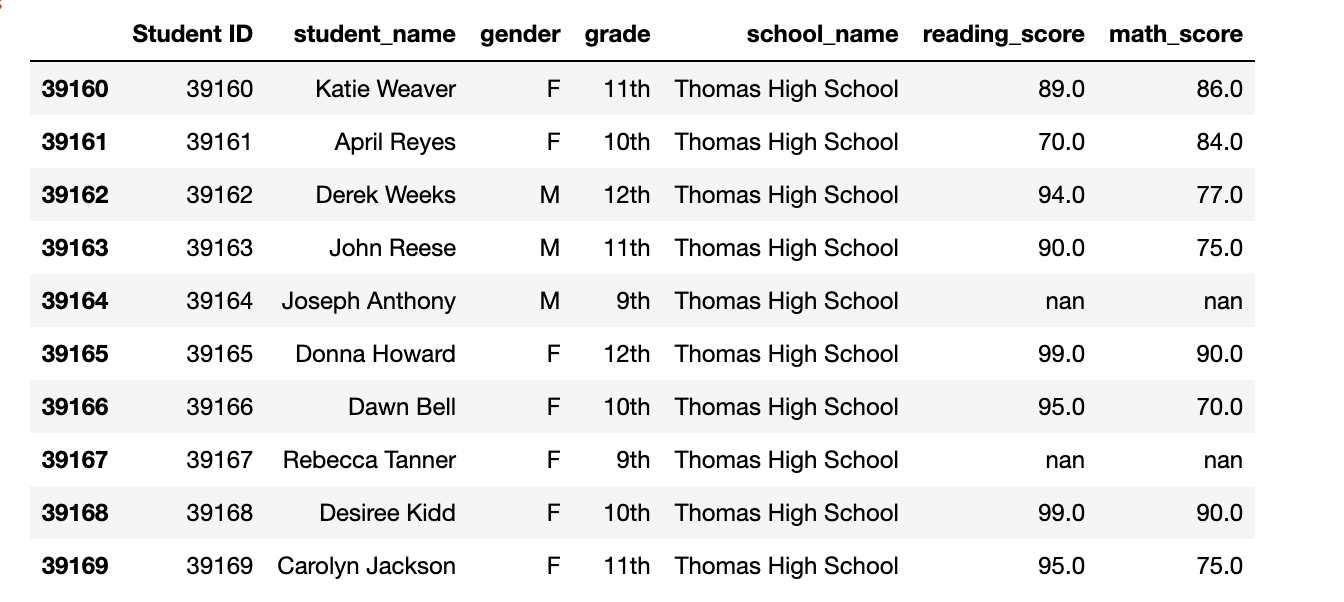 Student ID student_name gender grade school_name reading_score math_score
39160 39160 Katie Weaver F 11th Thomas High School 89.0 86.0
39161 39161 April Reyes F 10th Thomas High School 70.0 84.0
39162 39162 Derek Weeks M 12th Thomas High School 94.0 77.0
39163 39163 John Reese M 11th Thomas High School 90.0 75.0
39164 39164 Joseph Anthony M 9th Thomas High School nan nan
39165 39165 Donna Howard F 12th Thomas High School 99.0 90.0
39166 39166 Dawn Bell F 10th Thomas High School 95.0 70.0
39167 39167 Rebecca Tanner F 9th Thomas High School nan nan
39168 39168 Desiree Kidd F 10th Thomas High School 99.0 90.0
39169 39169 Carolyn Jackson F 11th Thomas High School 95.0 75.0